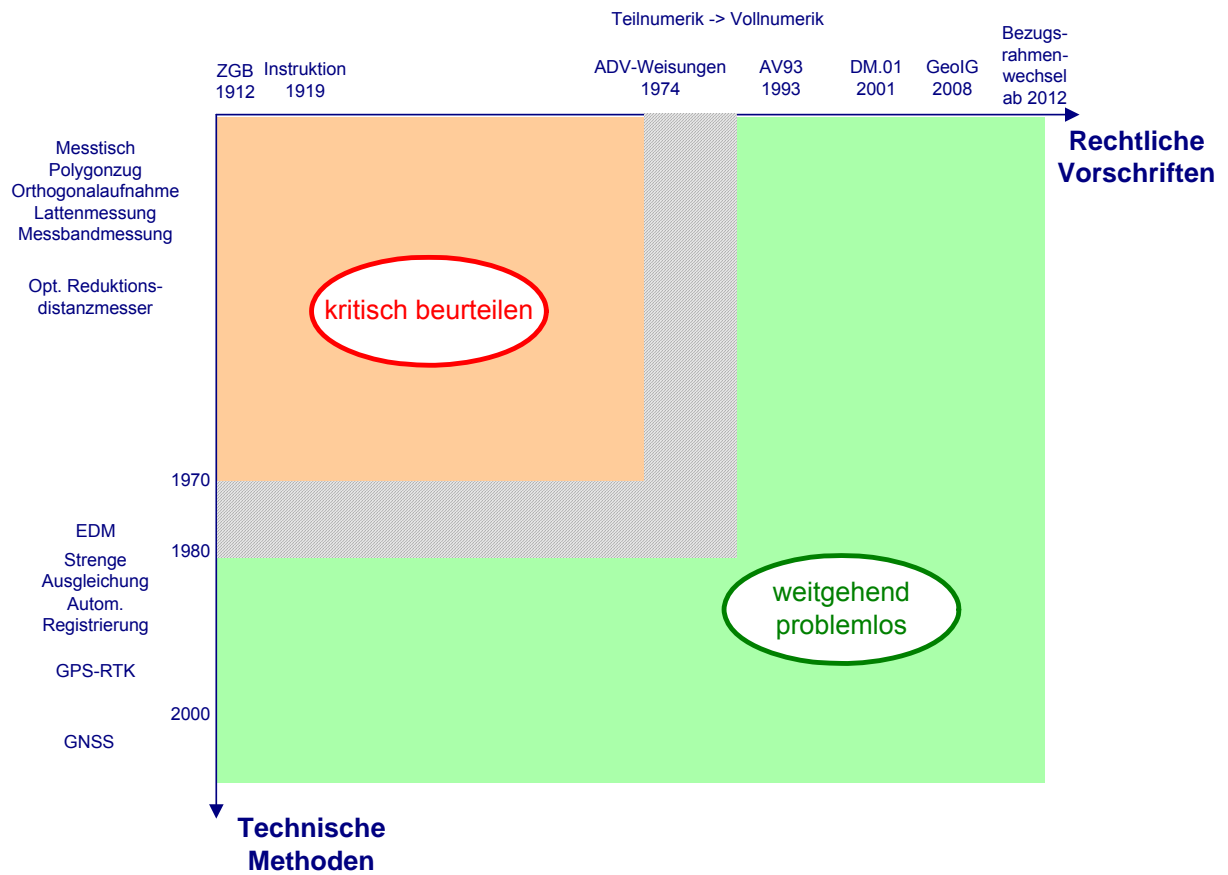 Teilnumerik -> Vollnumerik
ZGB
1912
Instruktion
1919
ADV-Weisungen
1974
AV93
1993
DM.01
2001
GeoIG
2008
Bezugs-
rahmen-
wechsel
ab 2012
Rechtliche
Vorschriften
Messtisch
Polygonzug
Orthogonalaufnahme
Lattenmessung
Messbandmessung
Opt. Reduktions-
distanzmesser
kritisch beurteilen
1970
EDM
1980
Strenge
Ausgleichung
Autom.
Registrierung
weitgehend
problemlos
GPS-RTK
2000
GNSS
Technische
Methoden